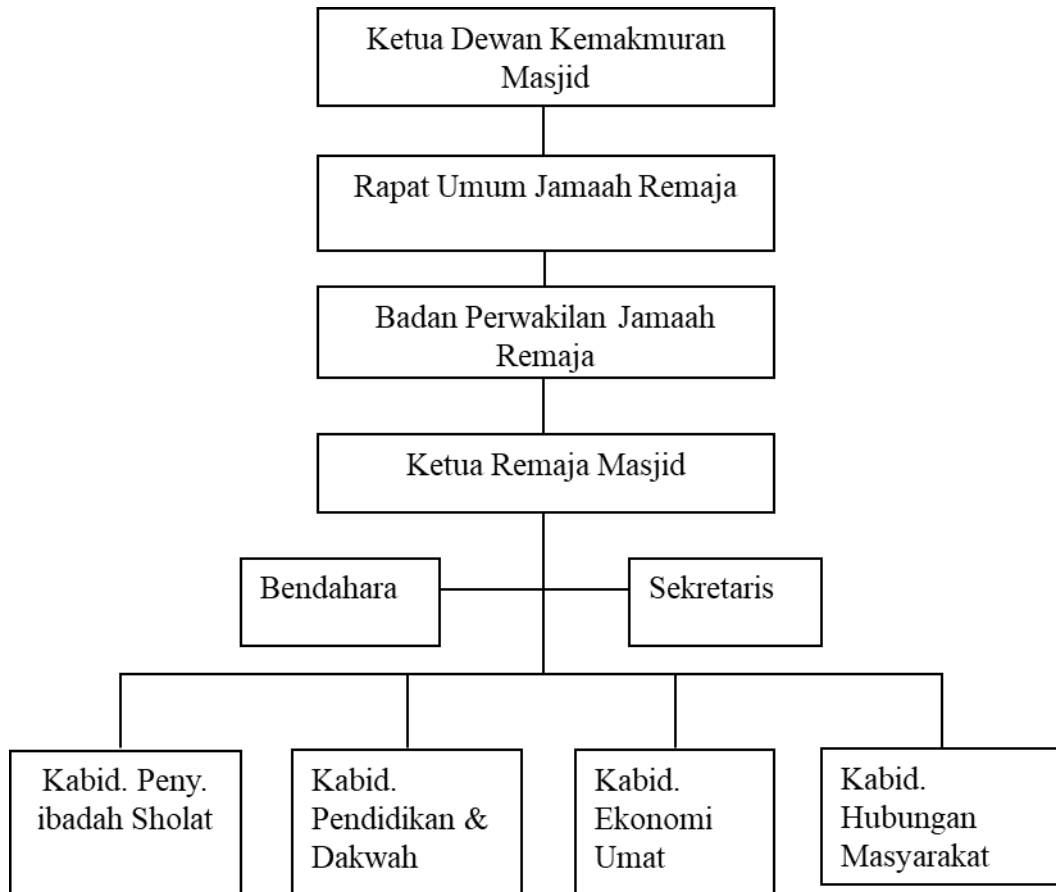 Ketua Dewan Kemakmuran
Masjid
Rapat Umum Jamaah Remaja
Badan Perwakilan Jamaah
Remaja
Ketua Remaja Masjid
Bendahara
Sekretaris
Kabid. Peny.
ibadah Sholat
Kabid.
Pendidikan &
Dakwah
Kabid.
Ekonomi
Umat
Kabid.
Hubungan
Masyarakat